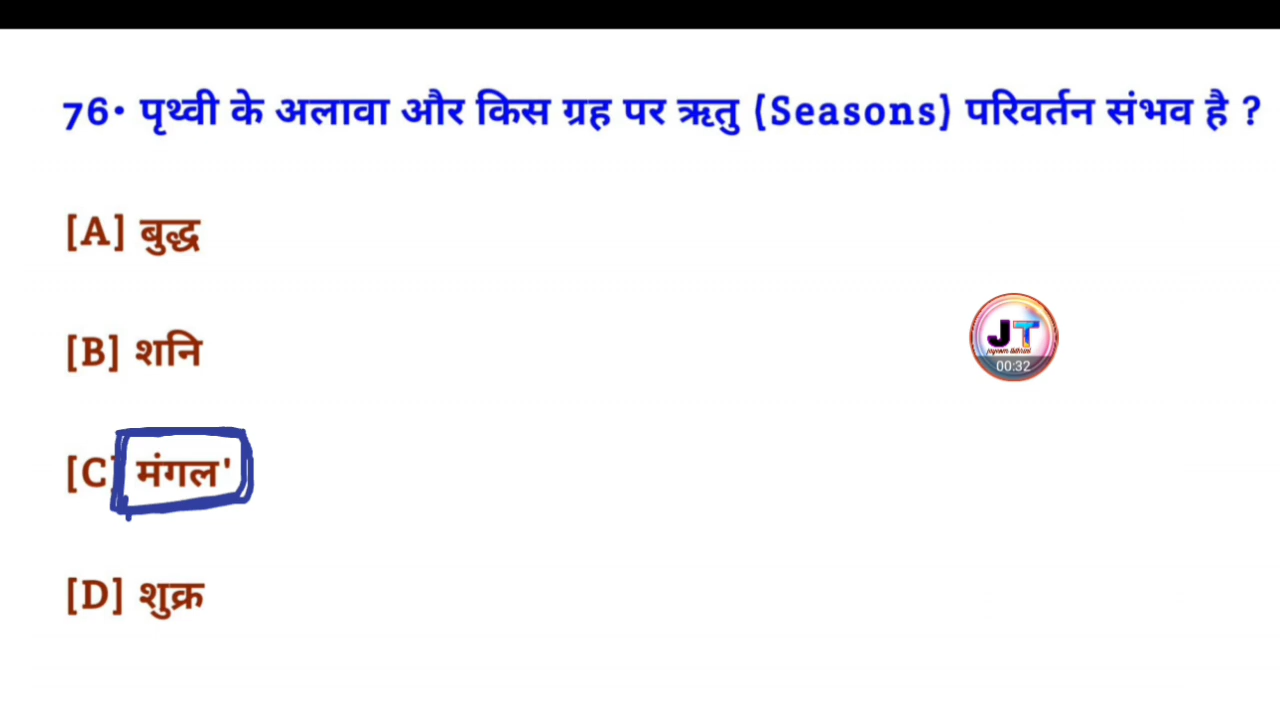 76• पृथ्वी के अलावा और किस ग्रह पर ऋतु (Seasons) परिवर्तन संभव है ?
[A] बुद्ध
[B] शनि
JT
00:32
[C] मंगल'
[D] शुक्र